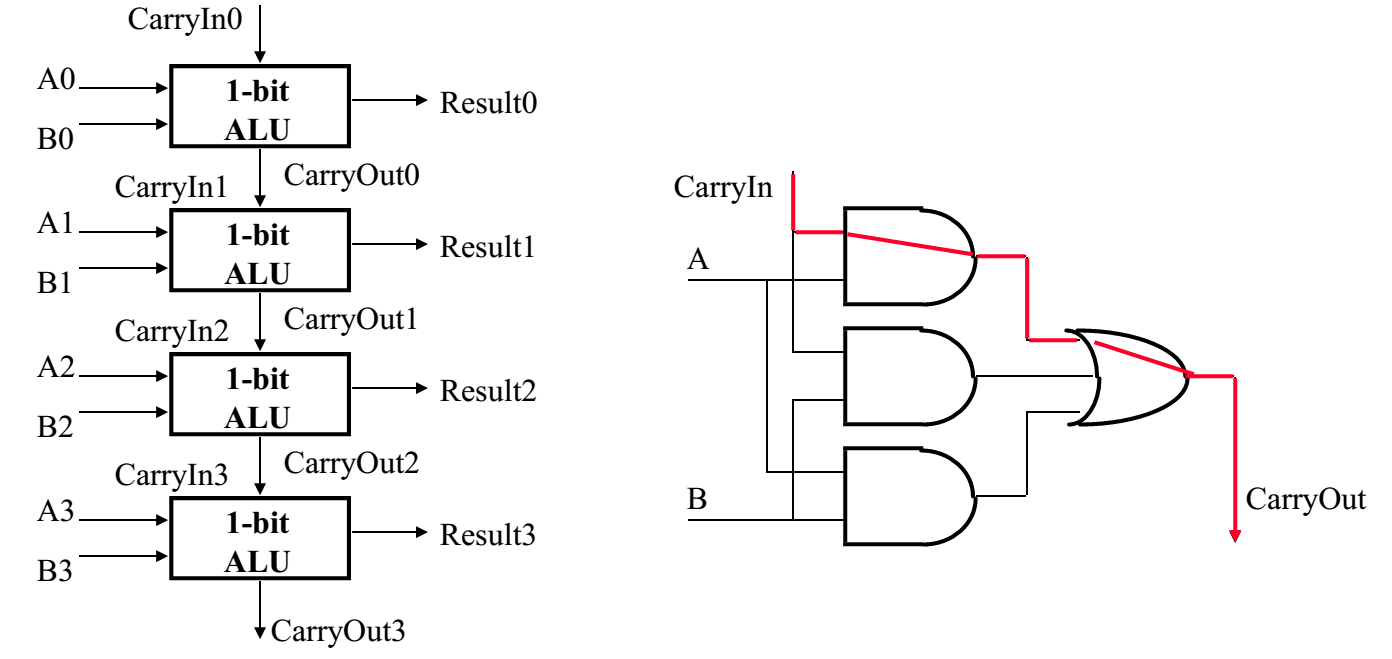 CarryIn0
A0
B0
1-bit
ALU
Result0
CarryIn1
CarryOut0
A1
B1
1-bit
ALU
Result1
CarryIn2
CarryOut1
A2
B2
1-bit
ALU
Result2
CarryIn3
CarryOut2
A3
B3
1-bit
ALU
Result3
CarryOut3
CarryIn
A
B
CarryOut